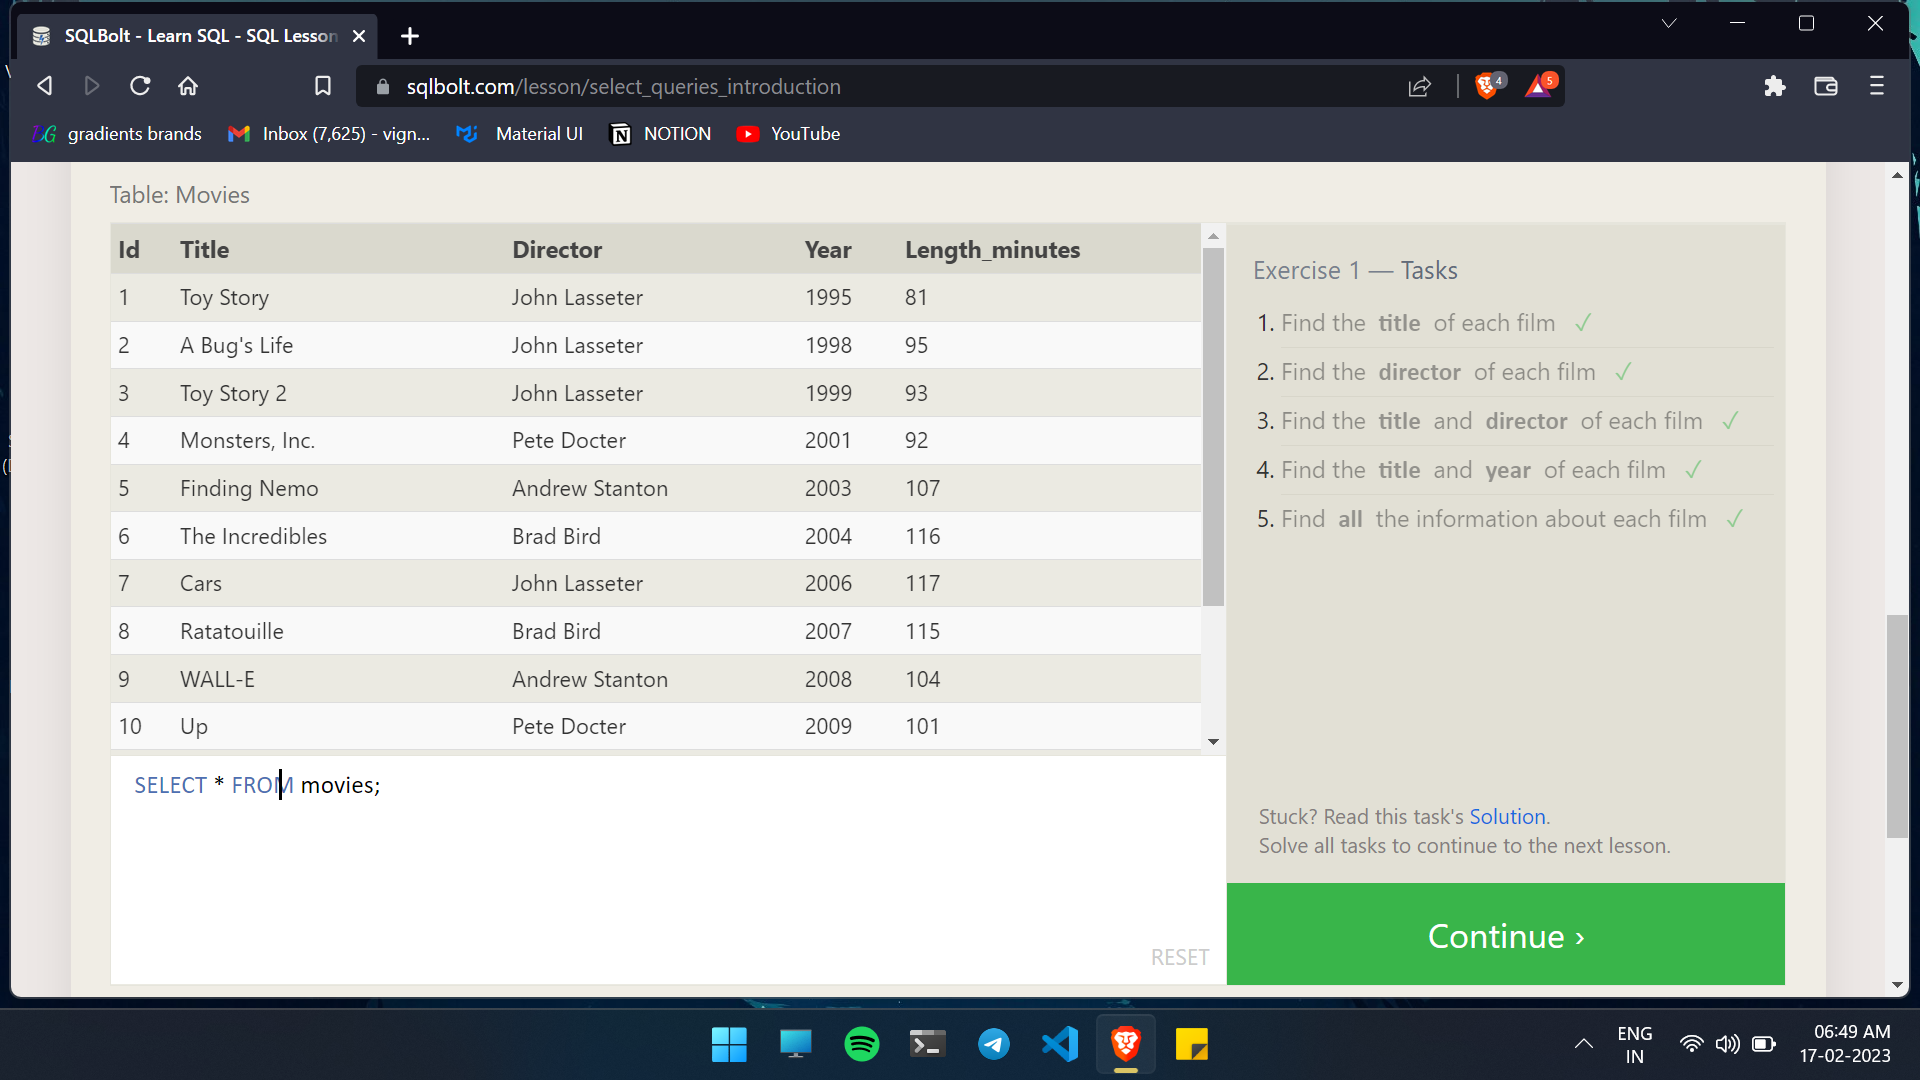 SQLBolt - Learn SQL - SQL Lesson
sqlbolt.com/lesson/select_queries_introduction
4
5
gradients brands
Inbox (7,625) - vign...
Material UI
NOTION
YouTube
Table: Movies
Id Title Director Year Length_minutes
1 Toy Story John Lasseter 1995 81
2 A Bug's Life John Lasseter 1998 95
3 Toy Story 2 John Lasseter 1999 93
4 Monsters, Inc. Pete Docter 2001 92
5 Finding Nemo Andrew Stanton 2003 107
6 The Incredibles Brad Bird 2004 116
7 Cars John Lasseter 2006 117
8 Ratatouille Brad Bird 2007 115
9 WALL-E Andrew Stanton 2008 104
10 Up Pete Docter 2009 101
SELECT * FROM movies;
RESET
Exercise 1 — Tasks
1. Find the title of each film ✓
2. Find the director of each film ✓
3. Find the title and director of each film ✓
4. Find the title and year of each film ✓
5. Find all the information about each film ✓
Stuck? Read this task's Solution.
Solve all tasks to continue to the next lesson.
Continue ›
ENG
IN
06:49 AM
17-02-2023